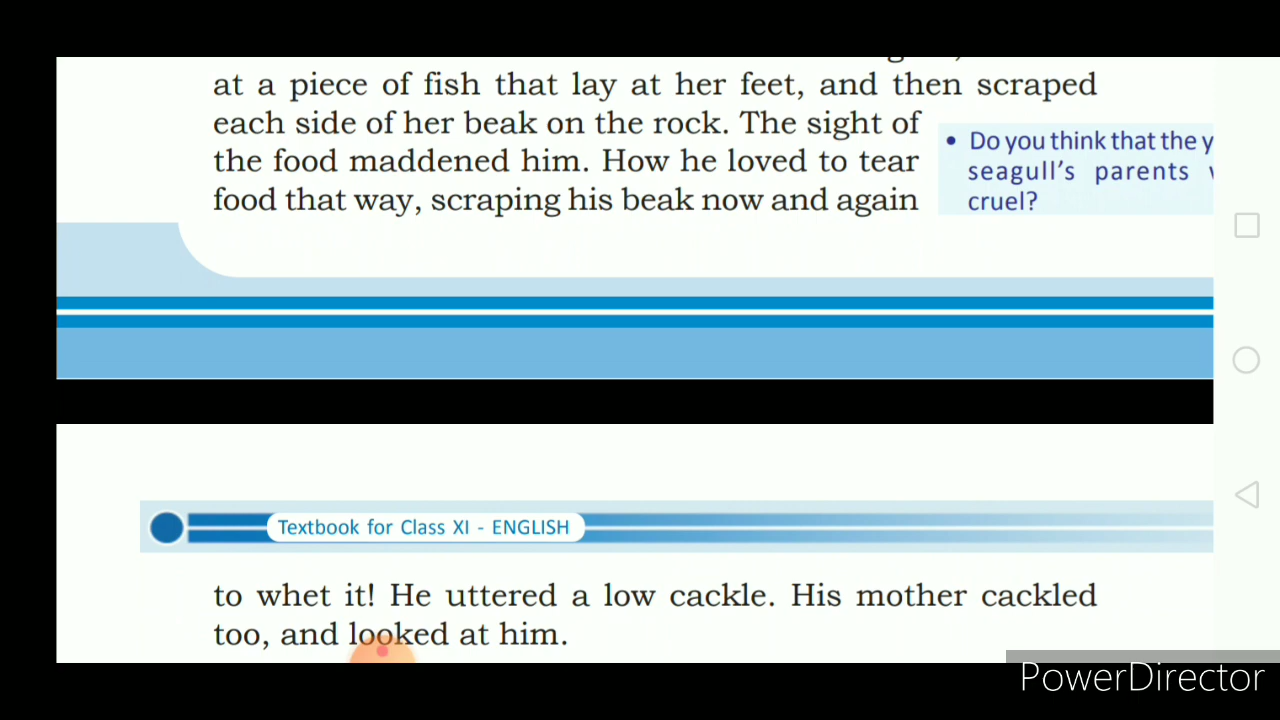 at a piece of fish that lay at her feet, and then scraped
each side of her beak on the rock. The sight of
the food maddened him. How he loved to tear
food that way, scraping his beak now and again
• Do you think that the
seagull's parents
cruel?
Textbook for Class XI - ENGLISH
to whet it! He uttered a low cackle. His mother cackled
too, and looked at him.
PowerDirector